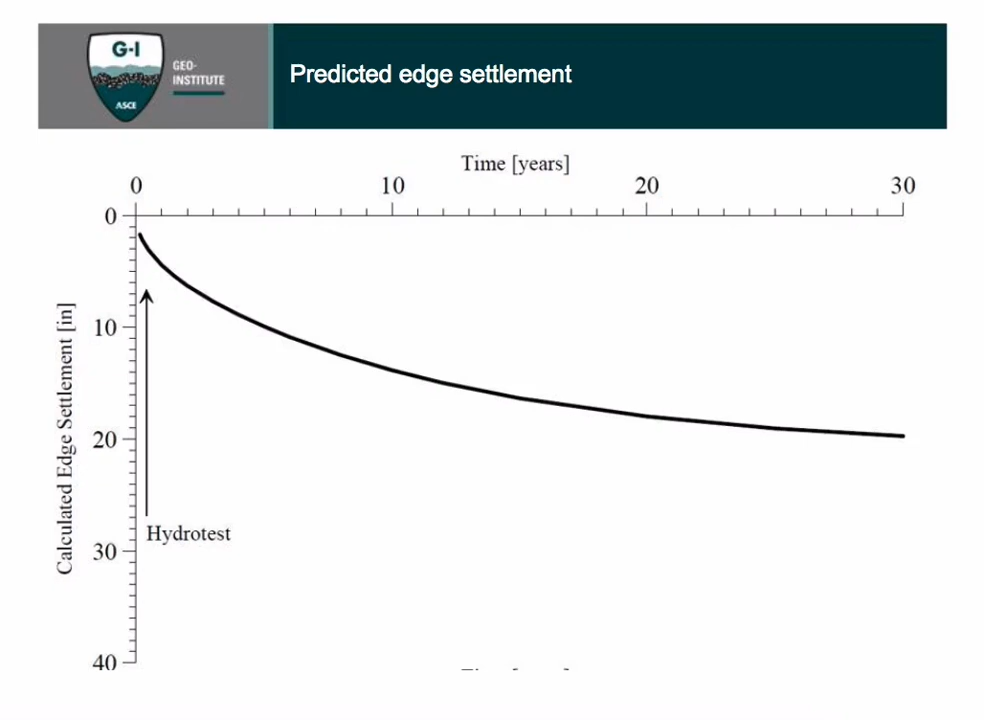 G-I
GEO-
INSTITUTE
ASCE
Predicted edge settlement
Time [years]
0 10 20 30
0
10
20
30
40
Calculated Edge Settlement [in]
Hydrotest